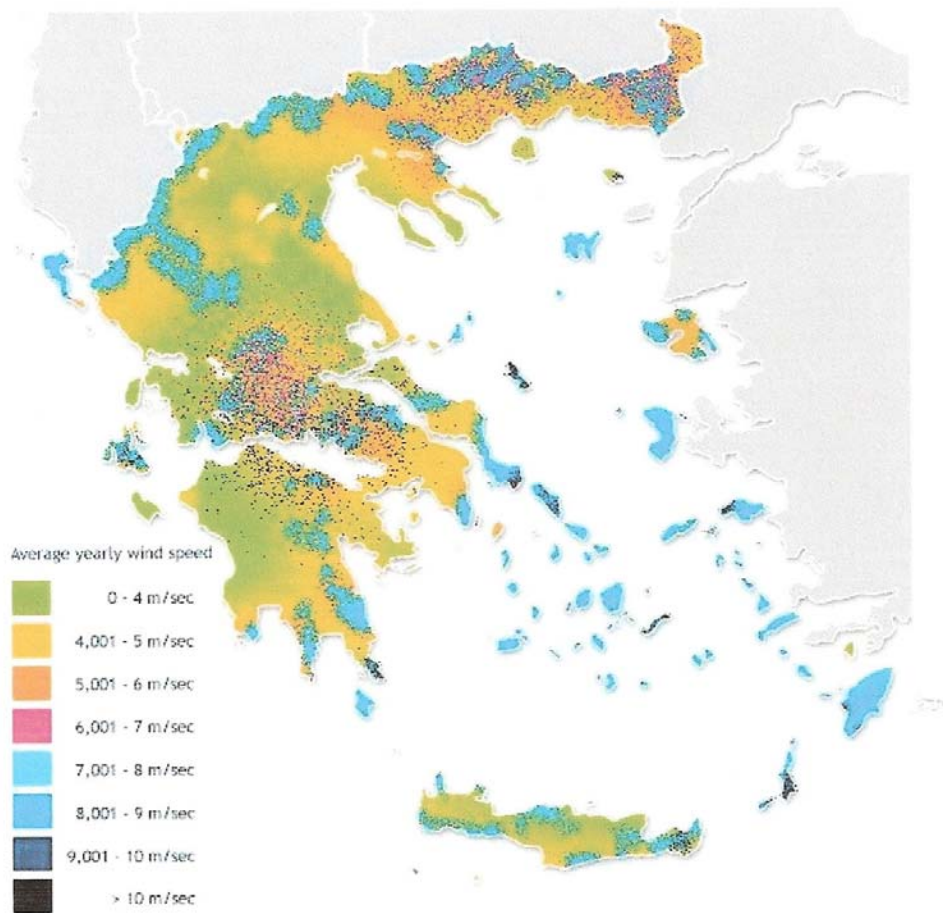 Average yearly wind speed
0 - 4 m/sec
4,001 - 5 m/sec
5,001 - 6 m/sec
6,001 - 7 m/sec
7,001 - 8 m/sec
8,001 - 9 m/sec
9,001 - 10 m/sec
> 10 m/sec